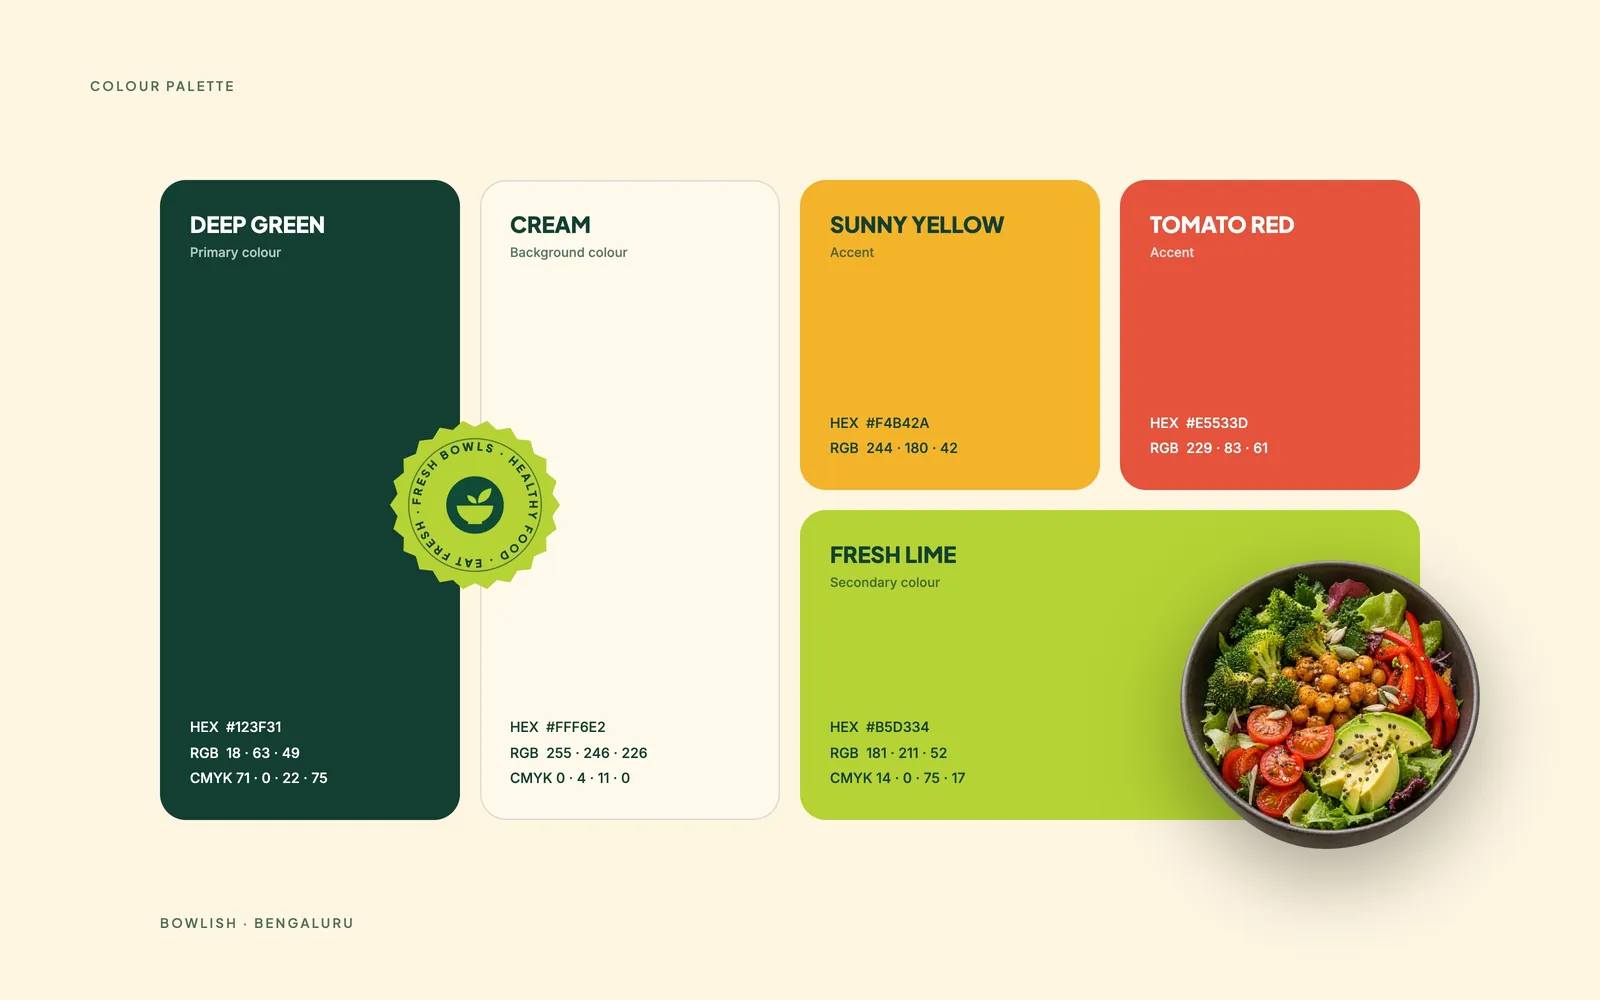 COLOUR PALETTE
DEEP GREEN
Primary colour
HEX #123F31
RGB 18 · 63 · 49
CMYK 71 · 0 · 22 · 75
FRESH BOWLS · HEALTHY FOOD · EAT FRESH ·
CREAM
Background colour
HEX #FFF6E2
RGB 255 · 246 · 226
CMYK 0 · 4 · 11 · 0
SUNNY YELLOW
Accent
HEX #F4B42A
RGB 244 · 180 · 42
TOMATO RED
Accent
HEX #E5533D
RGB 229 · 83 · 61
FRESH LIME
Secondary colour
HEX #B5D334
RGB 181 · 211 · 52
CMYK 14 · 0 · 75 · 17
BOWLISH · BENGALURU